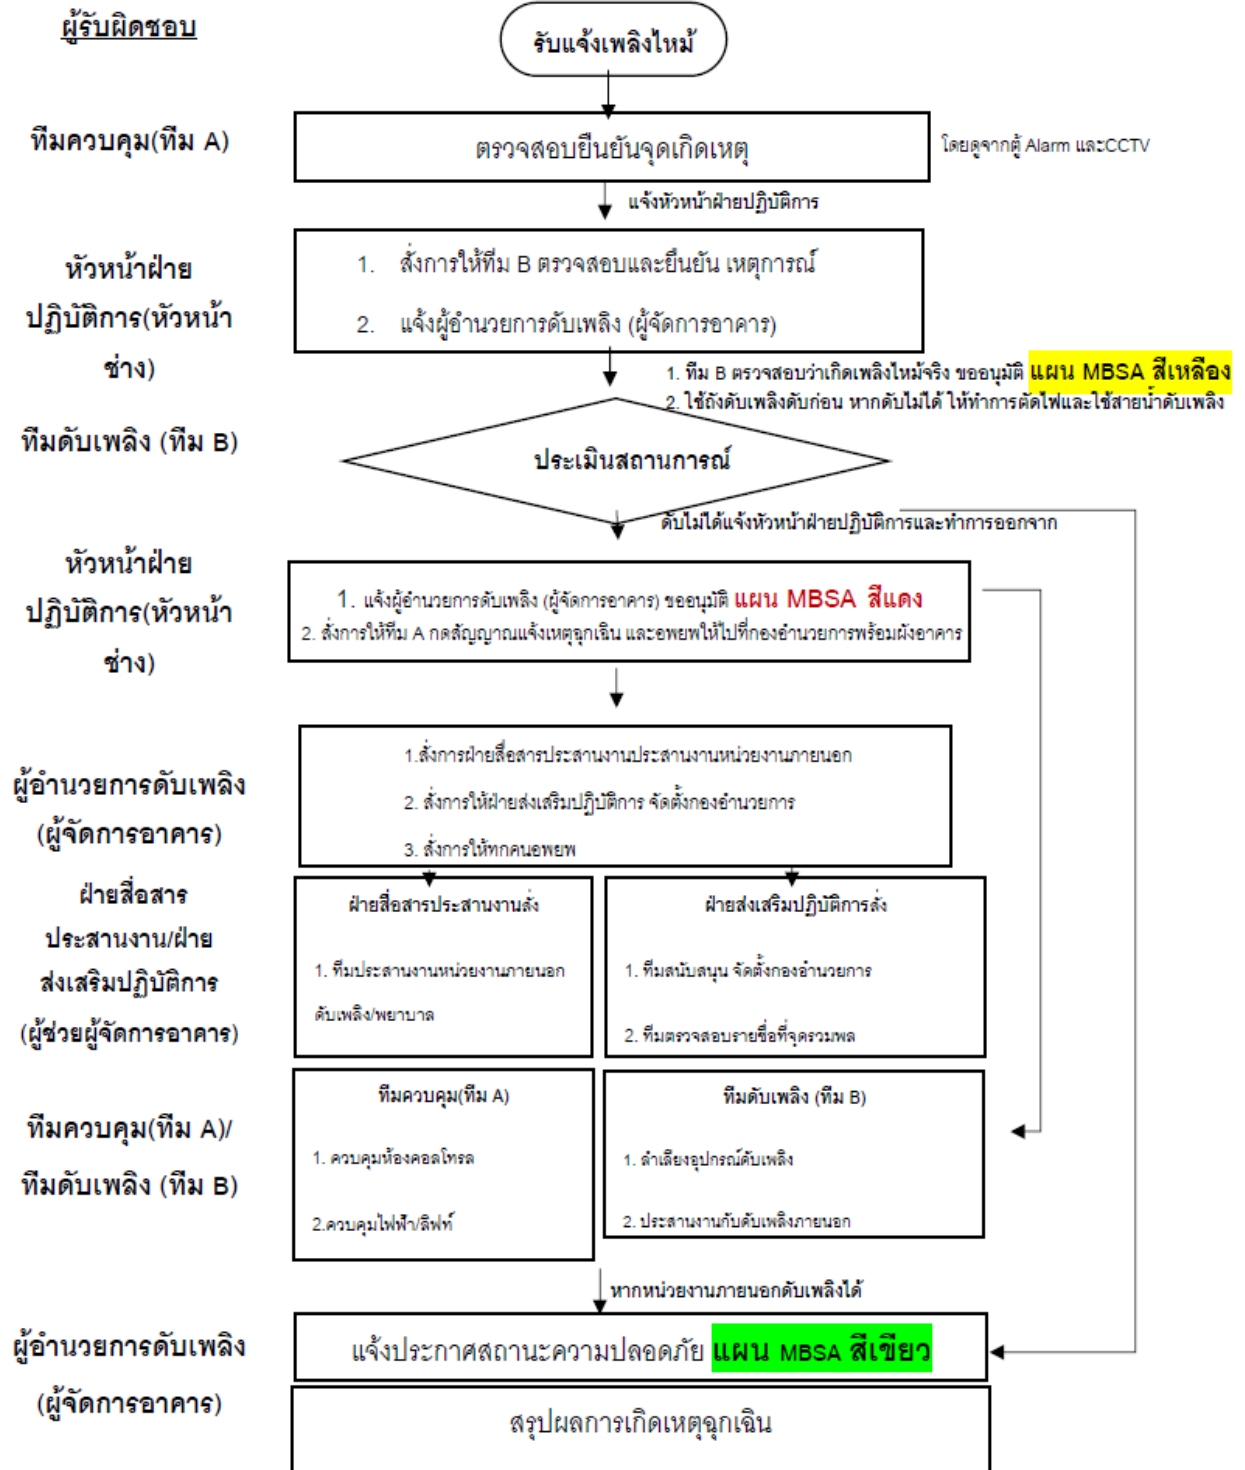 ผู้รับผิดชอบ
รับแจ้งเพลิงไหม้
ทีมควบคุม(ทีม A)
ตรวจสอบยืนยันจุดเกิดเหตุ
โดยดูจากตู้ Alarm และCCTV
แจ้งหัวหน้าฝ่ายปฏิบัติการ
หัวหน้าฝ่าย
ปฏิบัติการ(หัวหน้า
ช่าง)
1. สั่งการให้ทีม B ตรวจสอบและยืนยัน เหตุการณ์
2. แจ้งผู้อำนวยการดับเพลิง (ผู้จัดการอาคาร)
1. ทีม B ตรวจสอบว่าเกิดเพลิงไหม้จริง ขออนุมัติ แผน MBSA สีเหลือง
2. ใช้ถังดับเพลิงดับก่อน หากดับไม่ได้ ให้ทำการตัดไฟและใช้สายน้ำดับเพลิง
ทีมดับเพลิง (ทีม B)
ประเมินสถานการณ์
ดับไม่ได้แจ้งหัวหน้าฝ่ายปฏิบัติการและทำการออกจาก
หัวหน้าฝ่าย
ปฏิบัติการ(หัวหน้า
ช่าง)
1. แจ้งผู้อำนวยการดับเพลิง (ผู้จัดการอาคาร) ขออนุมัติ แผน MBSA สีแดง
2. สั่งการให้ทีม A กดสัญญาณแจ้งเหตุฉุกเฉิน และอพยพให้ไปที่กองอำนวยการพร้อมผังอาคาร
ผู้อำนวยการดับเพลิง
(ผู้จัดการอาคาร)
1.สั่งการฝ่ายสื่อสารประสานงานประสานงานหน่วยงานภายนอก
2. สั่งการให้ฝ่ายส่งเสริมปฏิบัติการ จัดตั้งกองอำนวยการ
3. สั่งการให้ทุกคนอพยพ
ฝ่ายสื่อสาร
ประสานงาน/ฝ่าย
ส่งเสริมปฏิบัติการ
(ผู้ช่วยผู้จัดการอาคาร)
ฝ่ายสื่อสารประสานงานสั่ง
1. ทีมประสานงานหน่วยงานภายนอก
ดับเพลิง/พยาบาล
ฝ่ายส่งเสริมปฏิบัติการสั่ง
1. ทีมสนับสนุน จัดตั้งกองอำนวยการ
2. ทีมตรวจสอบรายชื่อที่จุดรวมพล
ทีมควบคุม(ทีม A)/
ทีมดับเพลิง (ทีม B)
ทีมควบคุม(ทีม A)
1. ควบคุมห้องคอลโทรล
2.ควบคุมไฟฟ้า/ลิฟท์
ทีมดับเพลิง (ทีม B)
1. ลำเลียงอุปกรณ์ดับเพลิง
2. ประสานงานกับดับเพลิงภายนอก
หากหน่วยงานภายนอกดับเพลิงได้
ผู้อำนวยการดับเพลิง
(ผู้จัดการอาคาร)
แจ้งประกาศสถานะความปลอดภัย แผน MBSA สีเขียว
สรุปผลการเกิดเหตุฉุกเฉิน